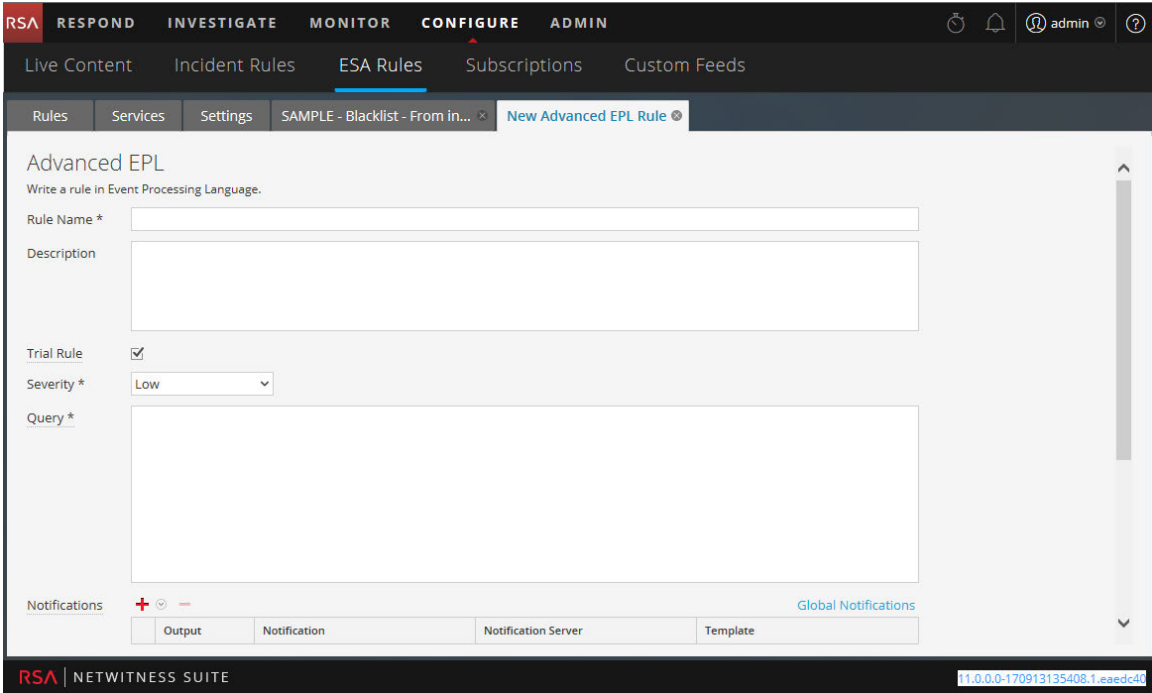 RSA RESPOND INVESTIGATE MONITOR CONFIGURE ADMIN admin ?
Live Content Incident Rules ESA Rules Subscriptions Custom Feeds
Rules Services Settings SAMPLE - Blacklist - From in... New Advanced EPL Rule
Advanced EPL
Write a rule in Event Processing Language.
Rule Name *
Description
Trial Rule
Severity * Low
Query *
Notifications Global Notifications
Output Notification Notification Server Template
RSA | NETWITNESS SUITE 11.0.0.0-170913135408.1.eaedc40